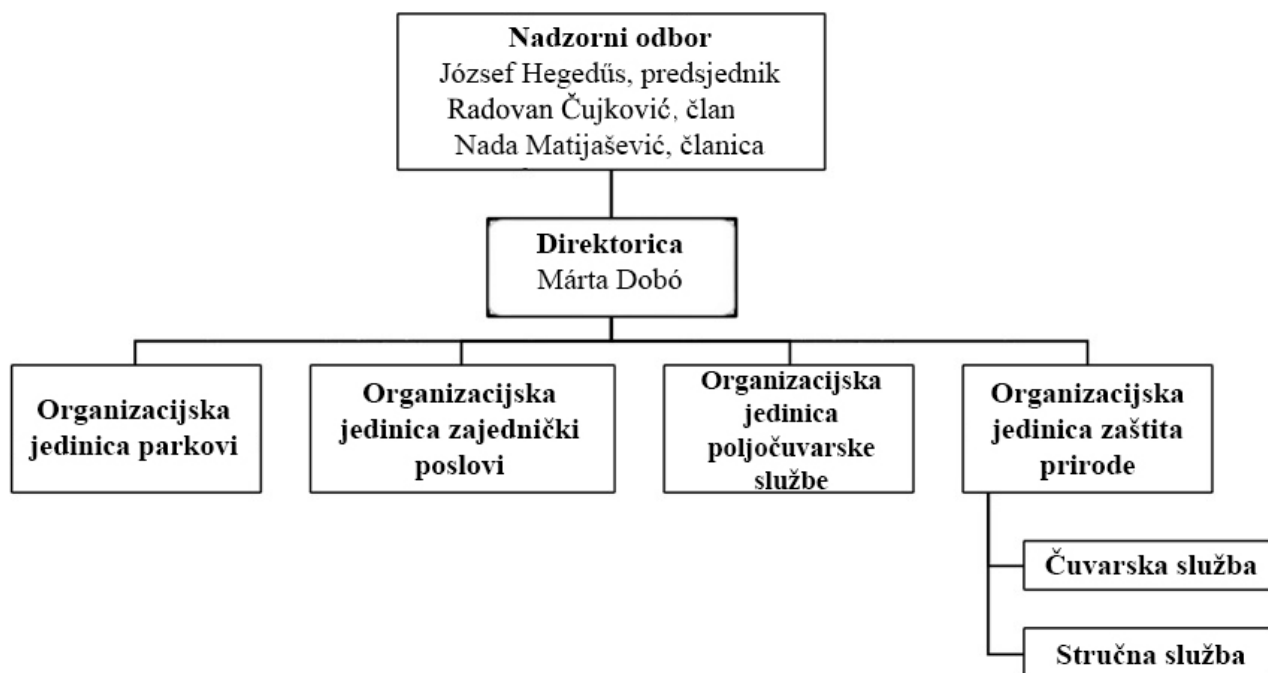 Nadzorni odbor
József Hegedűs, predsjednik
Radovan Čujković, član
Nada Matijašević, članica
Direktorica
Márta Dobó
Organizacijska
jedinica parkovi
Organizacijska
jedinica zajednički
poslovi
Organizacijska
jedinica
poljočuvarske
službe
Organizacijska
jedinica zaštita
prirode
Čuvarska služba
Stručna služba